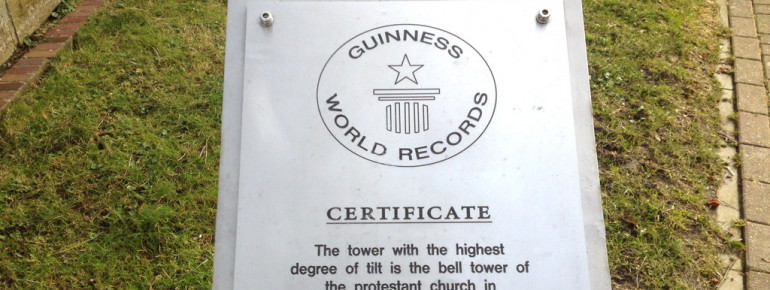 GUINNESS
WORLD RECORDS
CERTIFICATE
The tower with the highest
degree of tilt is the bell tower of
the protestant church in